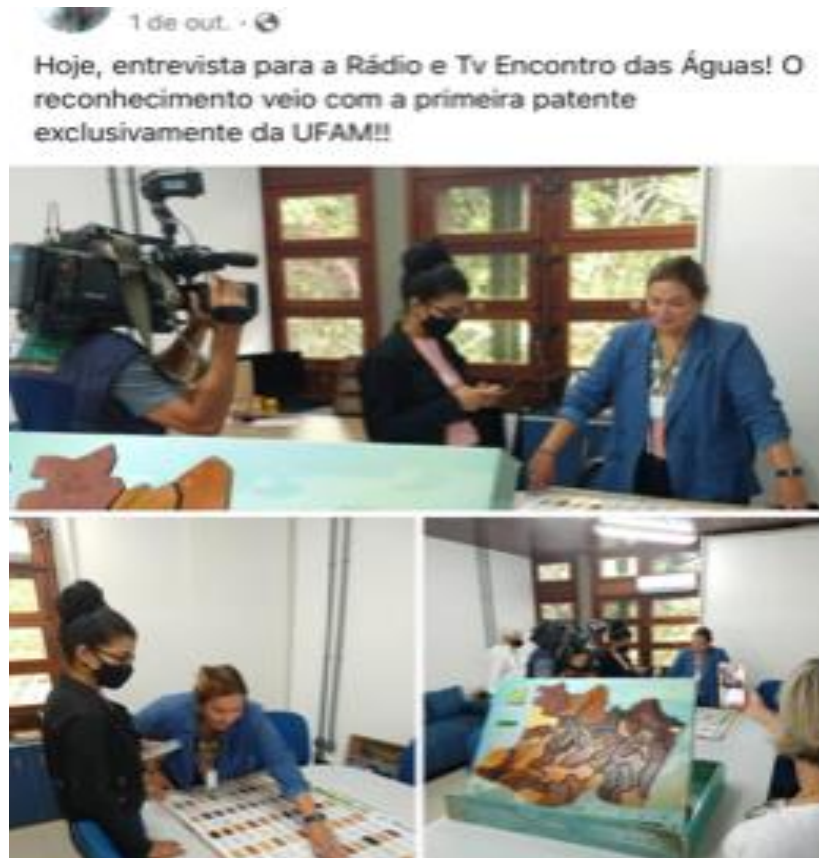 1 de out. ·
Hoje, entrevista para a Rádio e Tv Encontro das Águas! O
reconhecimento veio com a primeira patente
exclusivamente da UFAM!!